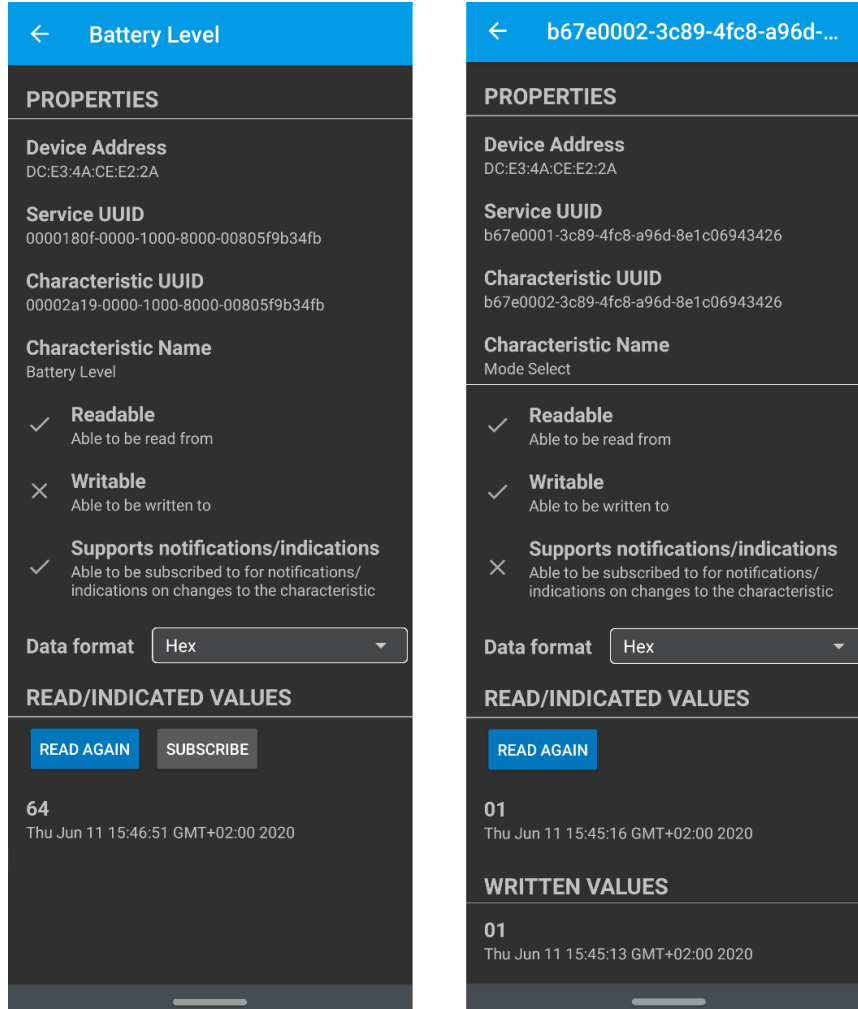 Battery Level
PROPERTIES
Device Address
DC:E3:4A:CE:E2:2A
Service UUID
0000180f-0000-1000-8000-00805f9b34fb
Characteristic UUID
00002a19-0000-1000-8000-00805f9b34fb
Characteristic Name
Battery Level
Readable
Able to be read from
Writable
Able to be written to
Supports notifications/indications
Able to be subscribed to for notifications/
indications on changes to the characteristic
Data format Hex
READ/INDICATED VALUES
READ AGAIN SUBSCRIBE
64
Thu Jun 11 15:46:51 GMT+02:00 2020
b67e0002-3c89-4fc8-a96d-...
PROPERTIES
Device Address
DC:E3:4A:CE:E2:2A
Service UUID
b67e0001-3c89-4fc8-a96d-8e1c06943426
Characteristic UUID
b67e0002-3c89-4fc8-a96d-8e1c06943426
Characteristic Name
Mode Select
Readable
Able to be read from
Writable
Able to be written to
Supports notifications/indications
Able to be subscribed to for notifications/
indications on changes to the characteristic
Data format Hex
READ/INDICATED VALUES
READ AGAIN
01
Thu Jun 11 15:45:16 GMT+02:00 2020
WRITTEN VALUES
01
Thu Jun 11 15:45:13 GMT+02:00 2020